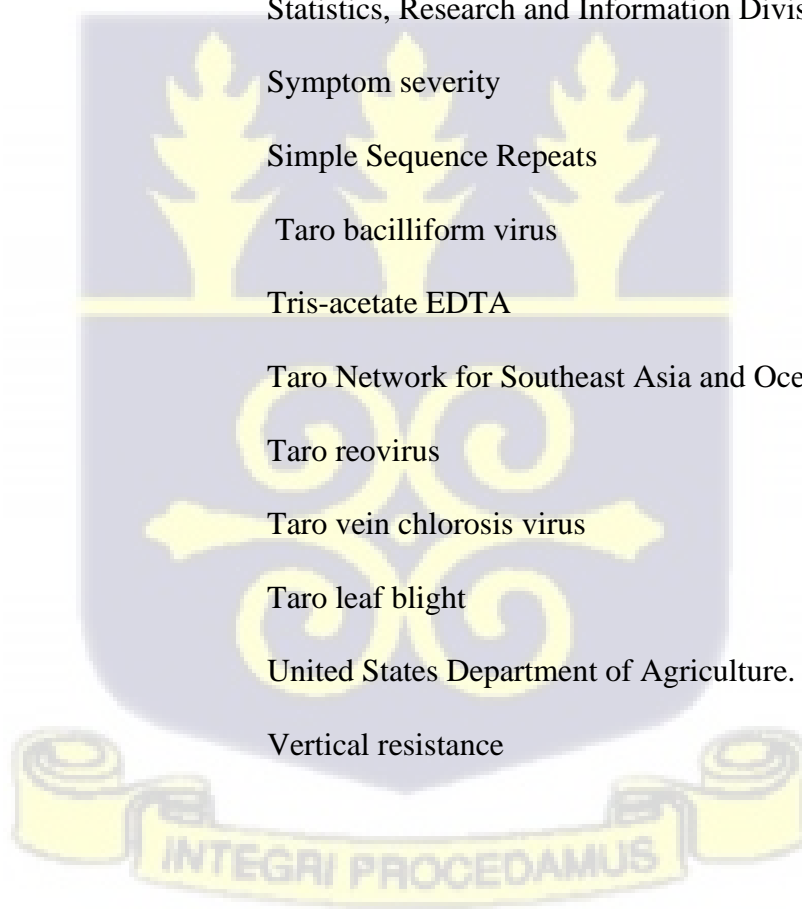 Statistics, Research and Information
Symptom severity
Simple Sequence Repeats
Taro bacilliform virus
Tris-acetate EDTA
Taro Network for Southeast Asia and
Taro reovirus
Taro vein chlorosis virus
Taro leaf blight
United States Department of Agriculture.
Vertical resistance
INTEGRI PROCEDAMUS